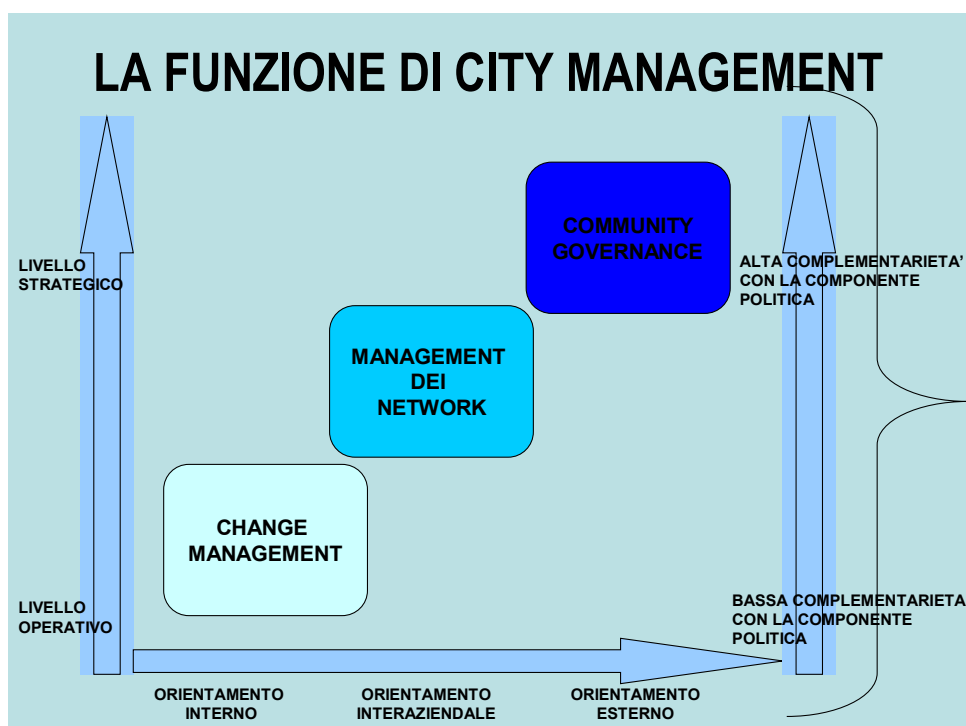 LA FUNZIONE DI CITY MANAGEMENT
COMMUNITY
GOVERNANCE
LIVELLO
STRATEGICO
ALTA COMPLEMENTARIETA'
CON LA COMPONENTE
POLITICA
MANAGEMENT
DEI
NETWORK
CHANGE
MANAGEMENT
LIVELLO
OPERATIVO
BASSA COMPLEMENTARIETA
CON LA COMPONENTE
POLITICA
ORIENTAMENTO
INTERNO
ORIENTAMENTO
INTERAZIENDALE
ORIENTAMENTO
ESTERNO